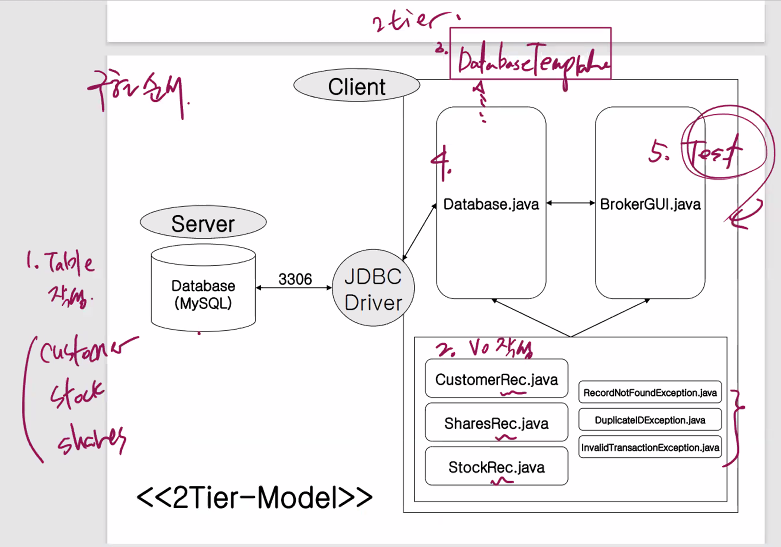 2tier.
3. DatabaseTemplate
구현순서.
Client
4.
5. Test
Database.java
BrokerGUI.java
Server
1. Table
작성.
Database
(MySQL)
3306
JDBC
Driver
customer
stock
shares
2. Vo 작성
CustomerRec.java
SharesRec.java
StockRec.java
RecordNotFoundException.java
DuplicateIDException.java
InvalidTransactionException.java
<<2Tier-Model>>